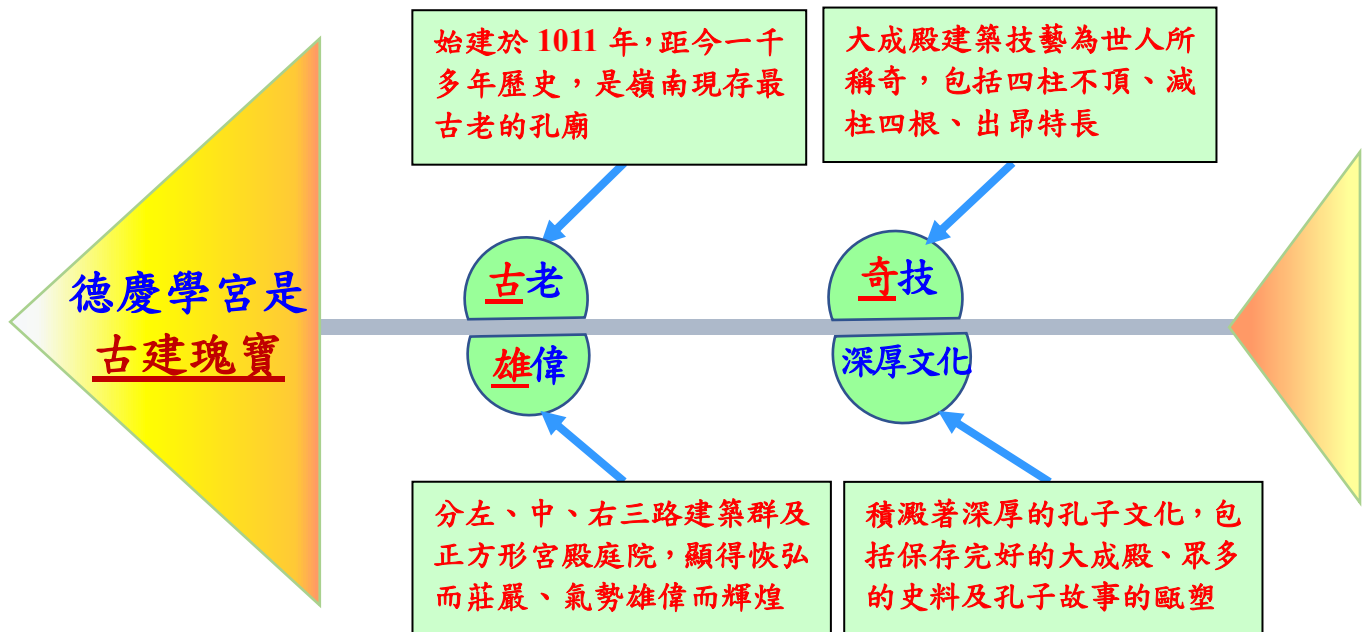 始建於 1011 年，距今一千
多年歷史，是嶺南現存最
古老的孔廟
大成殿建築技藝為世人所
稱奇，包括四柱不頂、減
柱四根、出昂特長
德慶學宮是
古建瑰寶
古老
奇技
雄偉
深厚文化
分左、中、右三路建築群及
正方形宮殿庭院，顯得恢弘
而莊嚴、氣勢雄偉而輝煌
積澱著深厚的孔子文化，包
括保存完好的大成殿、眾多
的史料及孔子故事的甌塑